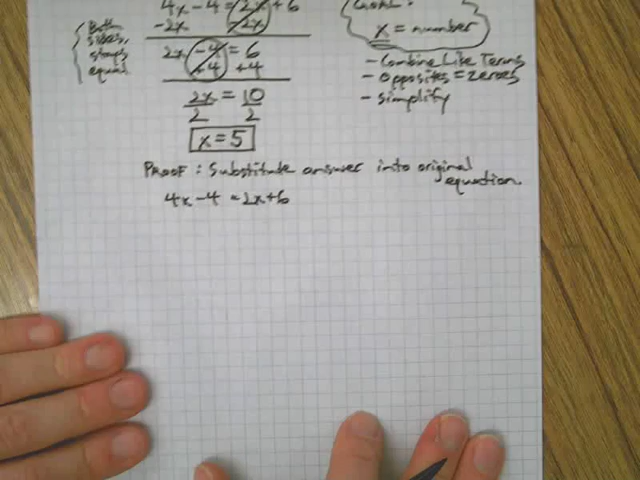 4x - 4 = 2x + 6
-2x -2x
2x - 4 = 6
+4 +4
2x = 10
2 2
x = 5
Both
sides,
stays
equal
GOAL:
x = number
- Combine Like Terms
- opposites = zeroes
- simplify
PROOF: Substitute answer into original
equation.
4x - 4 = 2x + 6